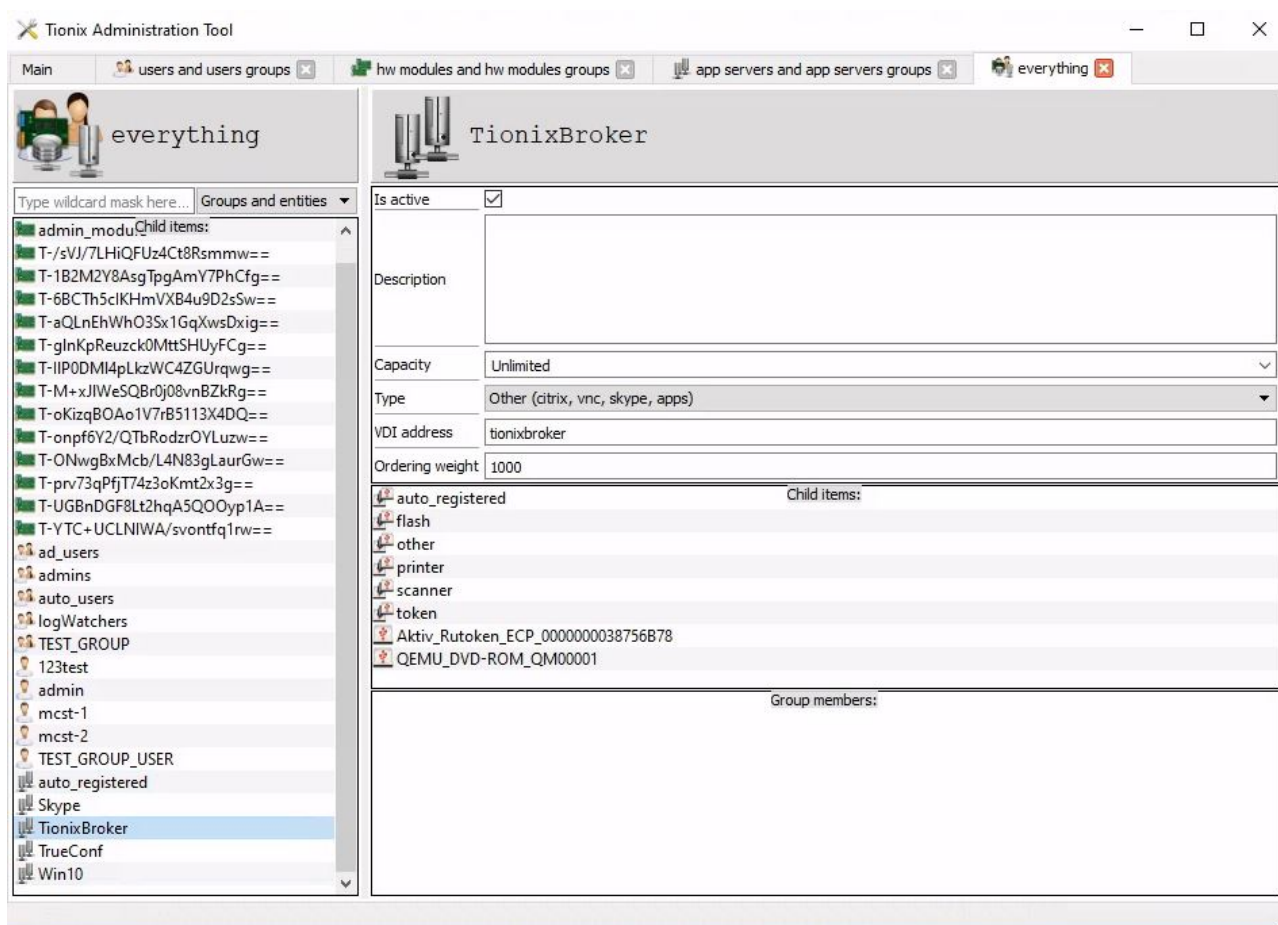 Tionix Administration Tool
Main
users and users groups
hw modules and hw modules groups
app servers and app servers groups
everything
everything
Type wildcard mask here...
Groups and entities
Child items:
admin_module
T-/sVJ/7LHiQFUz4Ct8Rsmmw==
T-1B2M2Y8AsgTpgAmY7PhCfg==
T-6BCTh5clKHmVXB4u9D2sSw==
T-aQLnEhWhO3Sx1GqXwsDxig==
T-glnKpReuzck0MttSHUyFCg==
T-IIP0DMI4pLkzWC4ZGUrqwg==
T-M+xJIWeSQBr0j08vnBZkRg==
T-oKizqBOAo1V7rB5113X4DQ==
T-onpf6Y2/QTbRodzrOYLuzw==
T-ONwgBxMcb/L4N83gLaurGw==
T-prv73qPfjT74z3oKmt2x3g==
T-UGBnDGF8Lt2hqA5QOOyp1A==
T-YTC+UCLNIWA/svontfq1rw==
ad_users
admins
auto_users
logWatchers
TEST_GROUP
123test
admin
mcst-1
mcst-2
TEST_GROUP_USER
auto_registered
Skype
TionixBroker
TrueConf
Win10
TionixBroker
Is active
Description
Capacity Unlimited
Type Other (citrix, vnc, skype, apps)
VDI address tionixbroker
Ordering weight 1000
Child items:
auto_registered
flash
other
printer
scanner
token
Aktiv_Rutoken_ECP_0000000038756B78
QEMU_DVD-ROM_QM00001
Group members: